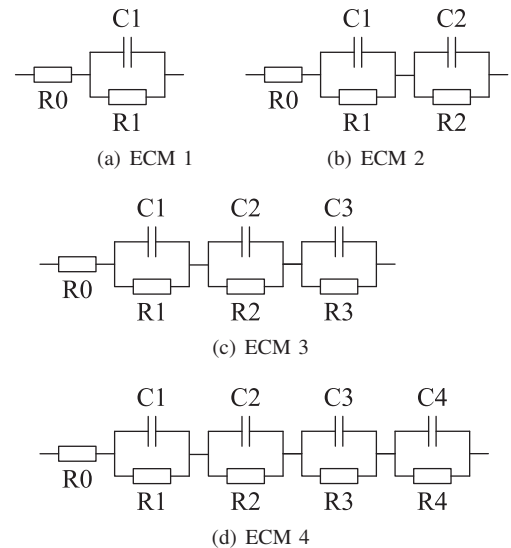 C1 C2
C1
R0 R0
R1 R1 R2
(a) ECM 1 (b) ECM 2
C1 C2 C3
R0
R1 R2 R3
(c) ECM 3
C1 C2 C3 C4
R0
R1 R2 R3 R4
(d) ECM 4